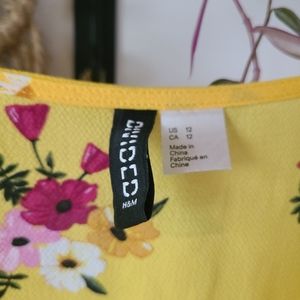 DIVIDED
H&M
US 12
CA 12
Made in
China
Fabriqué en
Chine